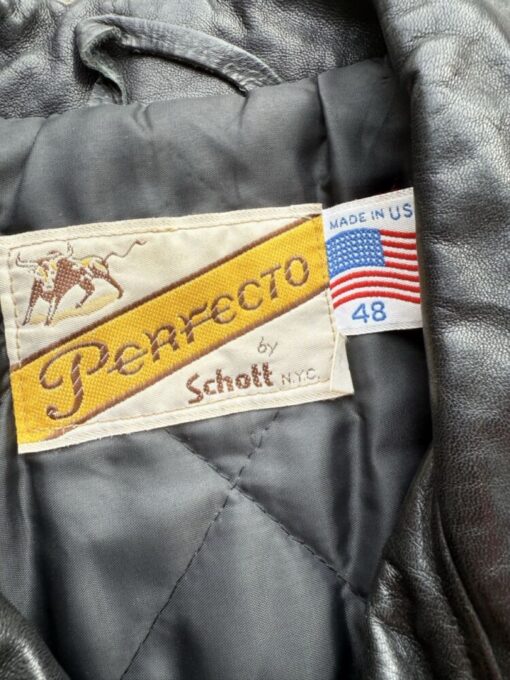 MADE IN US
48
Perfecto
by
Schott N.Y.C.